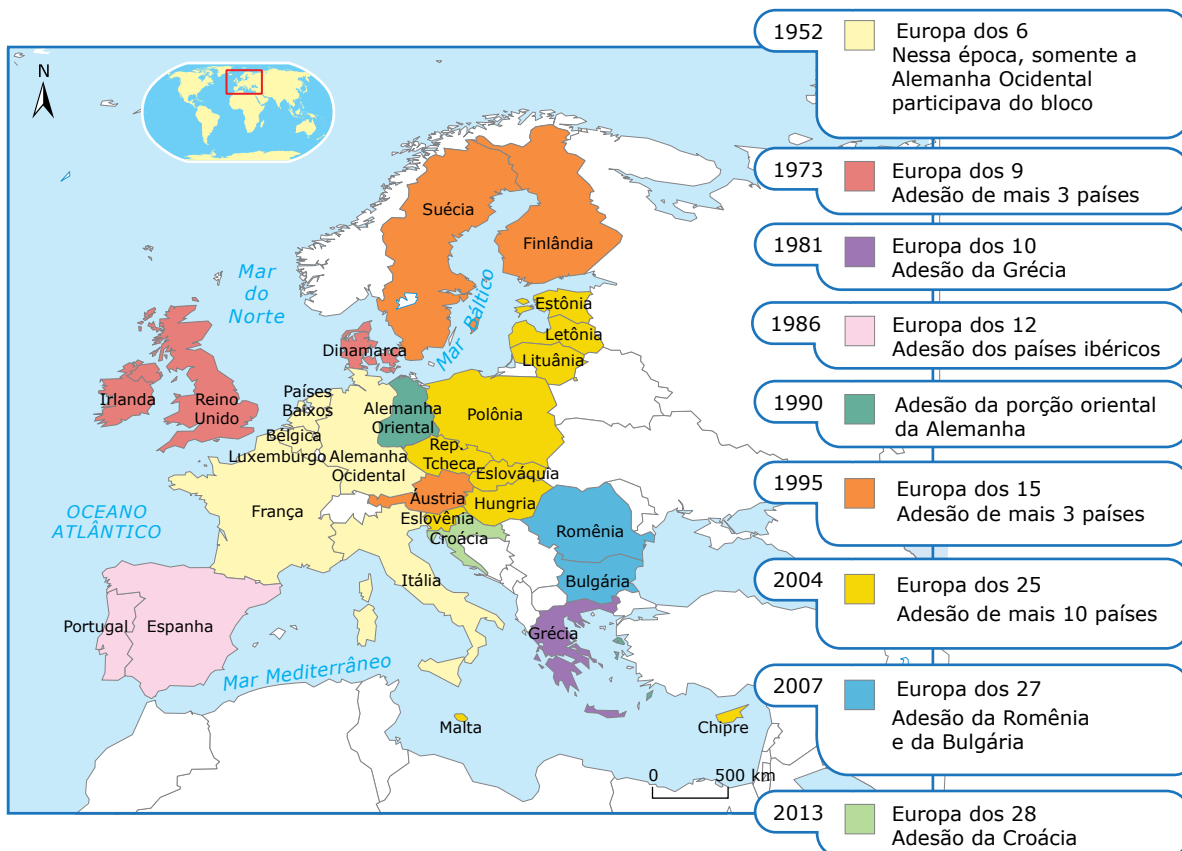 1952
Europa dos 6
Nessa época, somente a
Alemanha Ocidental
participava do bloco
1973
Europa dos 9
Adesão de mais 3 países
1981
Europa dos 10
Adesão da Grécia
1986
Europa dos 12
Adesão dos países ibéricos
1990
Adesão da porção oriental
da Alemanha
1995
Europa dos 15
Adesão de mais 3 países
2004
Europa dos 25
Adesão de mais 10 países
2007
Europa dos 27
Adesão da Romênia
e da Bulgária
2013
Europa dos 28
Adesão da Croácia
N
Suécia
Finlândia
Mar
do
Norte
Mar Báltico
Estônia
Letônia
Lituânia
Dinamarca
Irlanda
Reino
Unido
Países
Baixos
Bélgica
Luxemburgo
Alemanha
Oriental
Polônia
Alemanha
Ocidental
Rep.
Tcheca
Eslováquia
Áustria
Hungria
Eslovênia
Croácia
França
OCEANO
ATLÂNTICO
Romênia
Bulgária
Itália
Portugal
Espanha
Grécia
Mar Mediterrâneo
Malta
Chipre
0 500 km